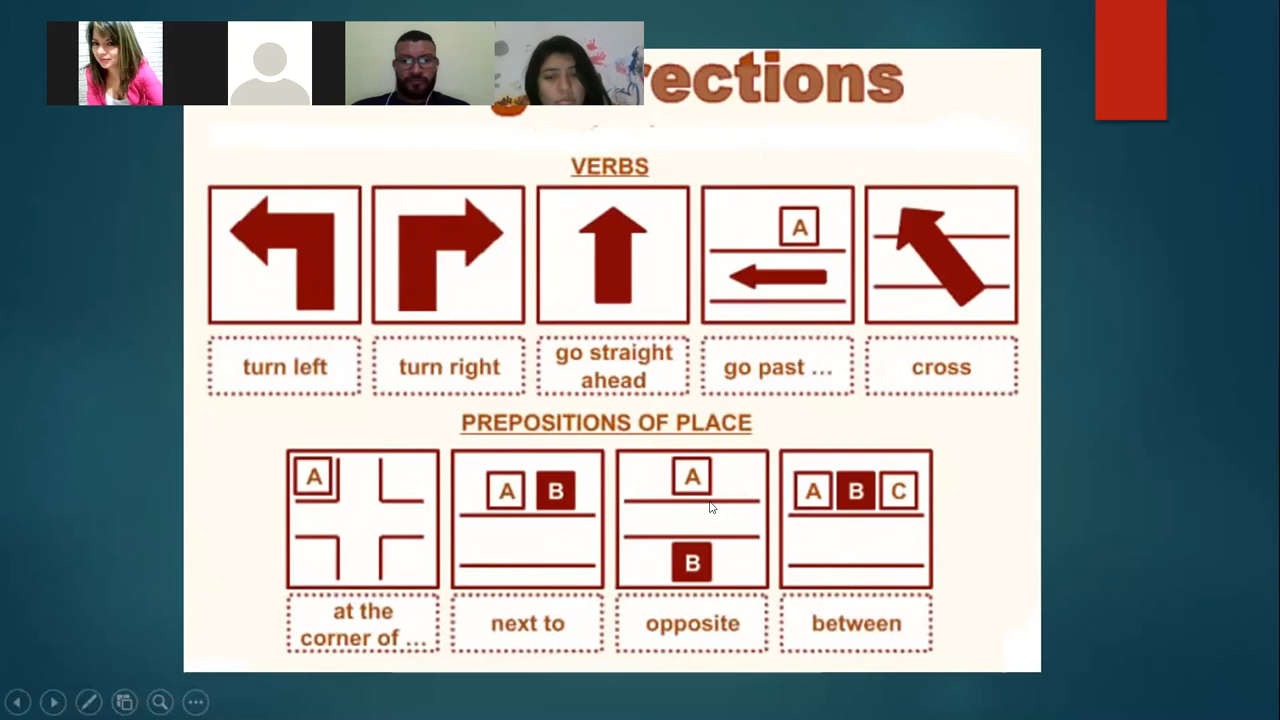 rections
VERBS
A
turn left
turn right
go straight
ahead
go past ...
cross
PREPOSITIONS OF PLACE
A
A B
A
B
A B C
at the
corner of ...
next to
opposite
between